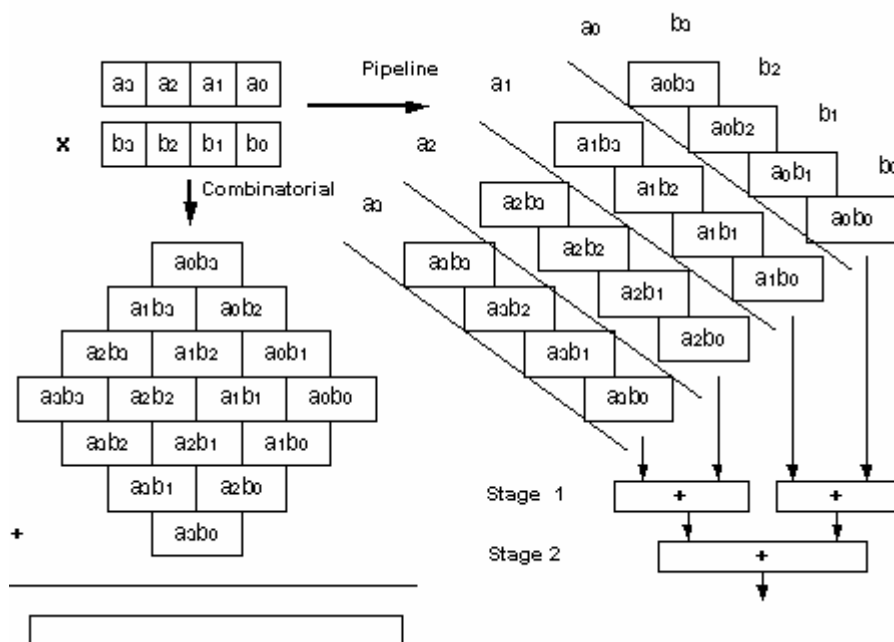 a3 a2 a1 a0
x b3 b2 b1 b0
Pipeline
Combinatorial
a0b3
a1b3 a0b2
a2b3 a1b2 a0b1
a3b3 a2b2 a1b1 a0b0
a3b2 a2b1 a1b0
a3b1 a2b0
+ a3b0
a0 b3
a1 b2
a2 b1
a3 b0
a0b3
a0b2
a0b1
a0b0
a1b3
a1b2
a1b1
a1b0
a2b3
a2b2
a2b1
a2b0
a3b3
a3b2
a3b1
a3b0
Stage 1 + +
Stage 2 +